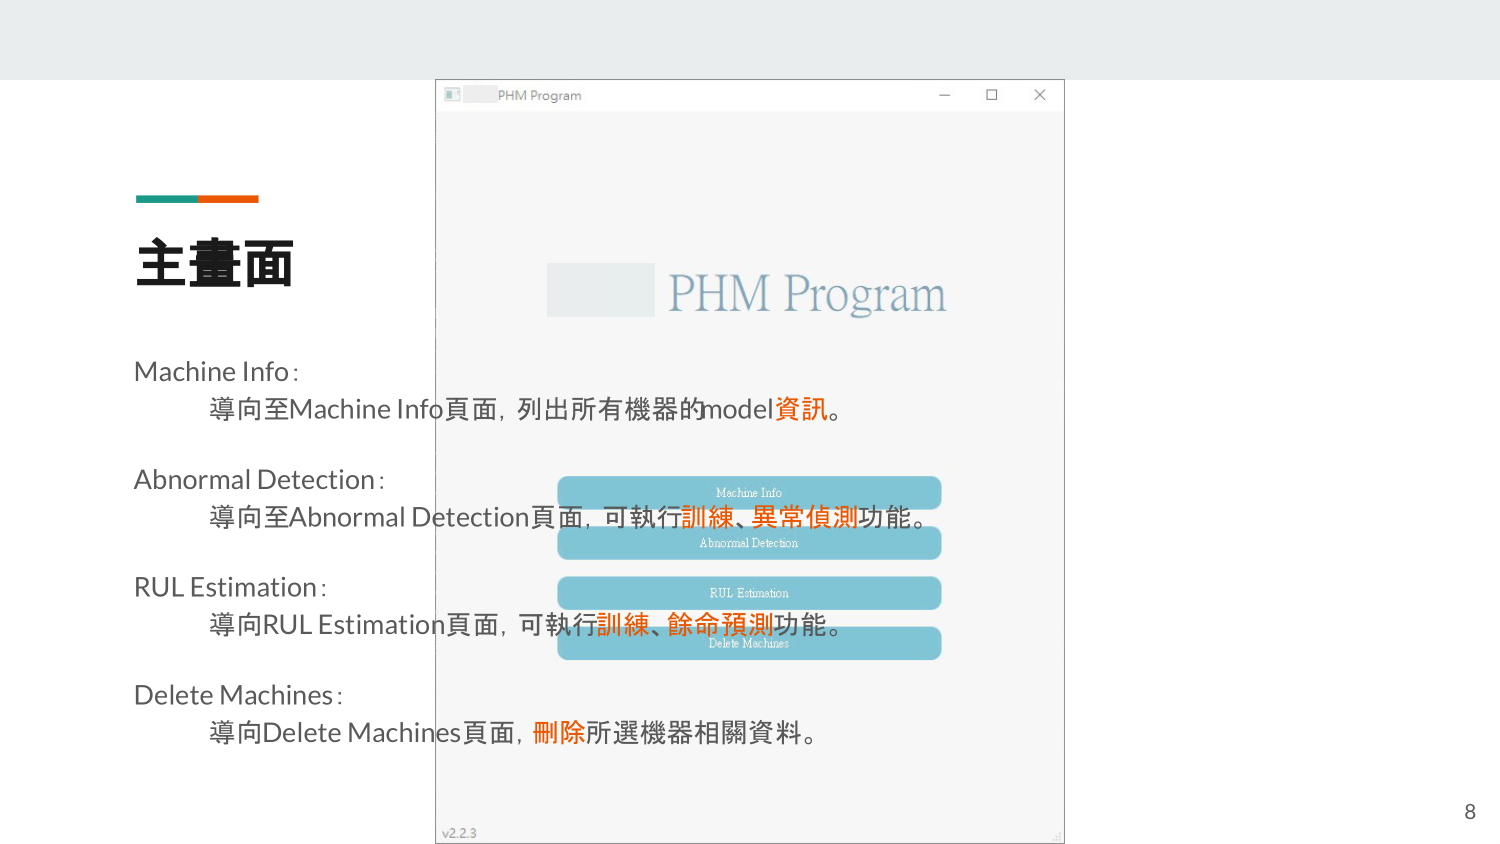 PHM Program
主畫面
PHM Program
Machine Info：
導向至Machine Info頁面，列出所有機器的model資訊。
Abnormal Detection：
導向至Abnormal Detection頁面，可執行訓練、異常偵測功能。
RUL Estimation：
導向RUL Estimation頁面，可執行訓練、餘命預測功能。
Delete Machines：
導向Delete Machines頁面，刪除所選機器相關資料。
Machine Info
Abnormal Detection
RUL Estimation
Delete Machines
v2.2.3
8